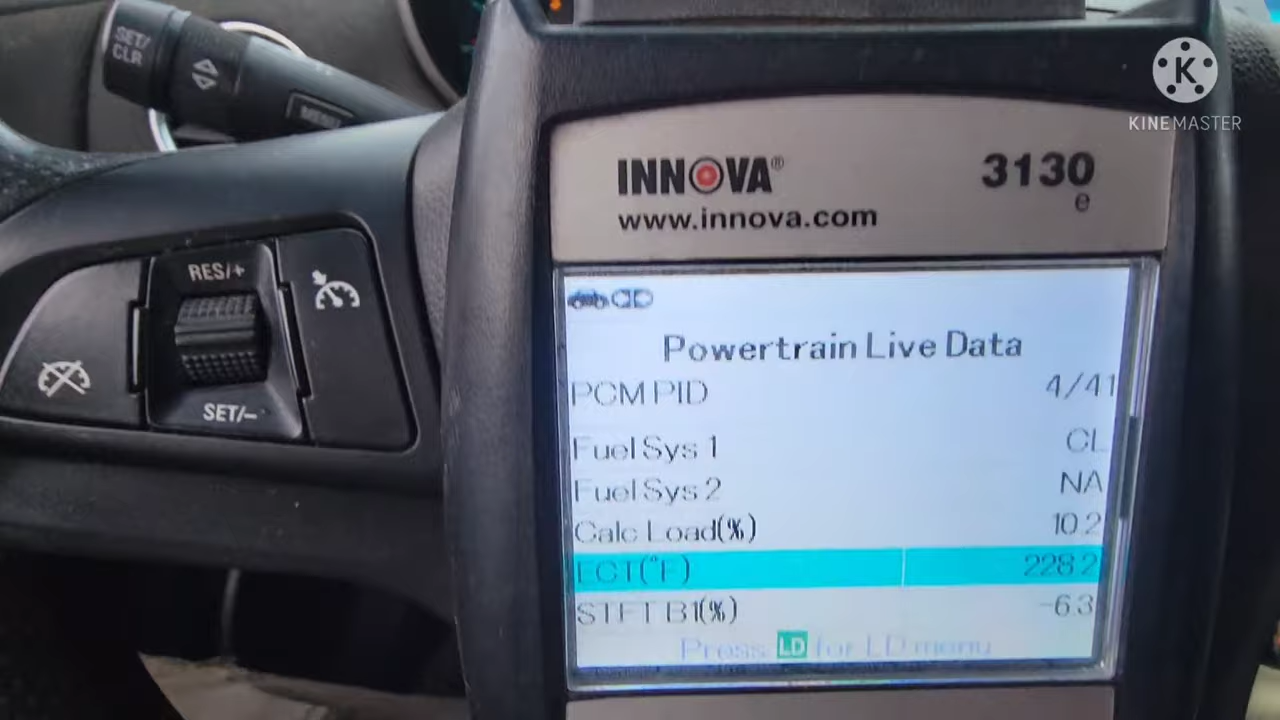 SET/
CLR
MENU
KINEMASTER
INNOVA®
3130
e
www.innova.com
RES/+
SET/-
Powertrain Live Data
PCM PID 4/41
Fuel Sys 1 CL
Fuel Sys 2 NA
Calc Load(%) 10.2
ECT(°F) 228.2
STFT B1(%) -6.3
Press LD for LD menu